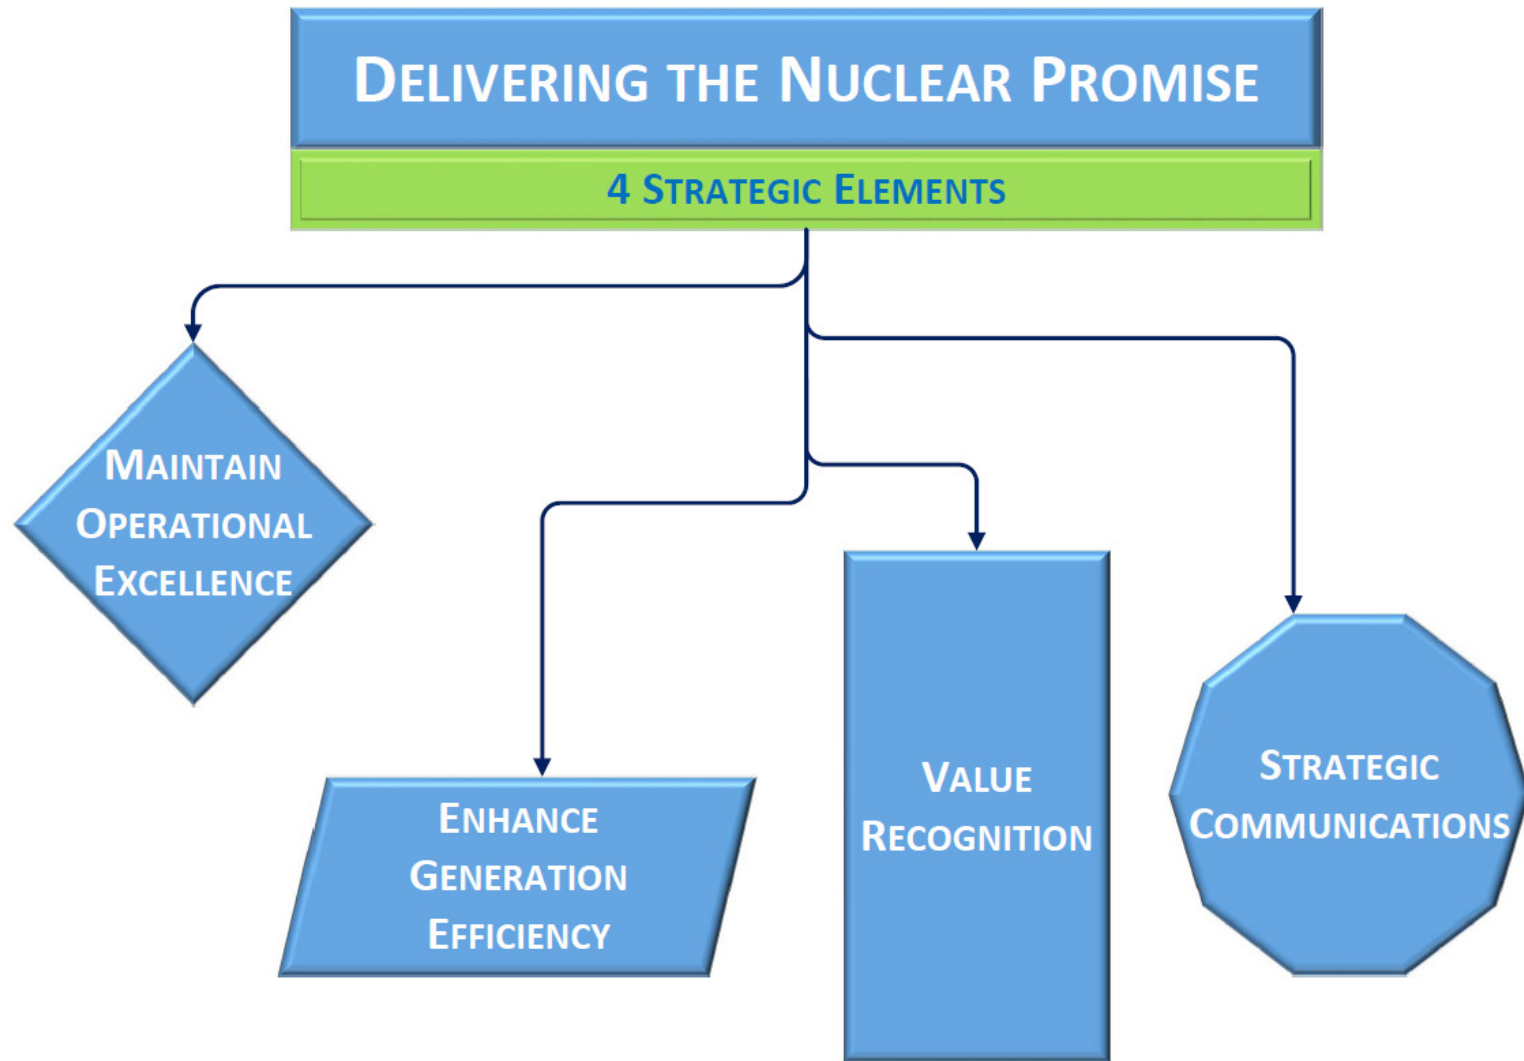 DELIVERING THE NUCLEAR PROMISE
4 STRATEGIC ELEMENTS
MAINTAIN
OPERATIONAL
EXCELLENCE
ENHANCE
GENERATION
EFFICIENCY
VALUE
RECOGNITION
STRATEGIC
COMMUNICATIONS